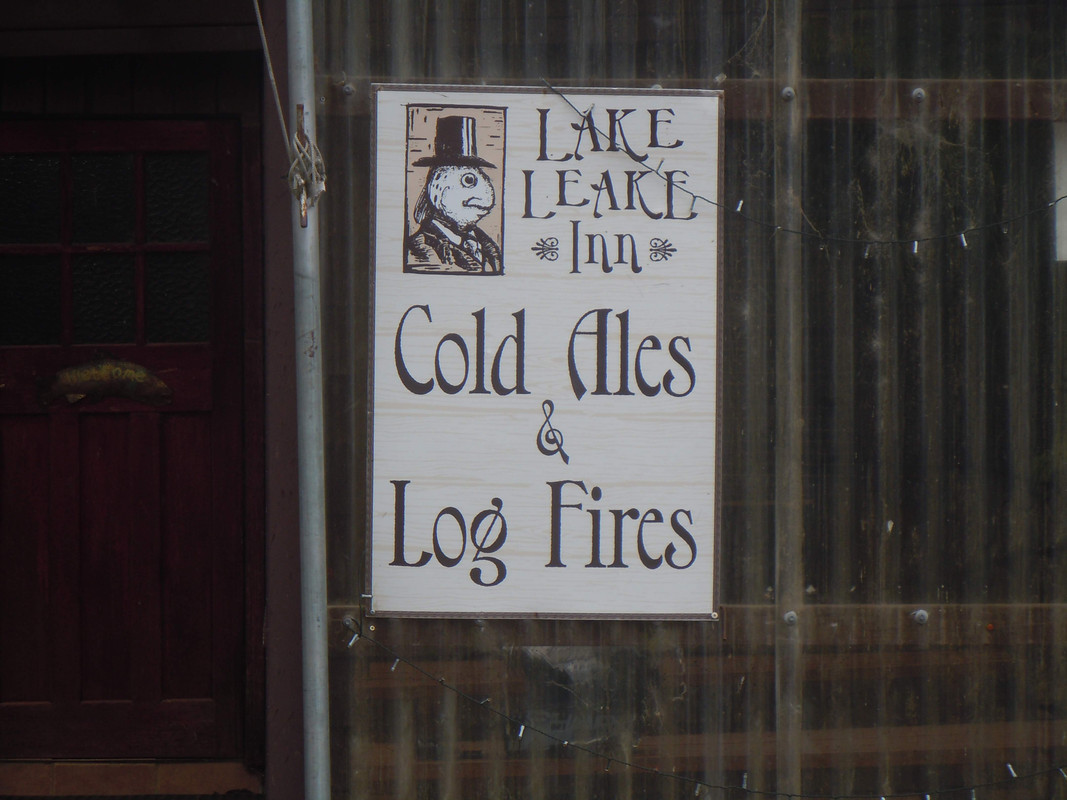 LAKE
LEAKE
Inn
Cold Ales
&
Log Fires